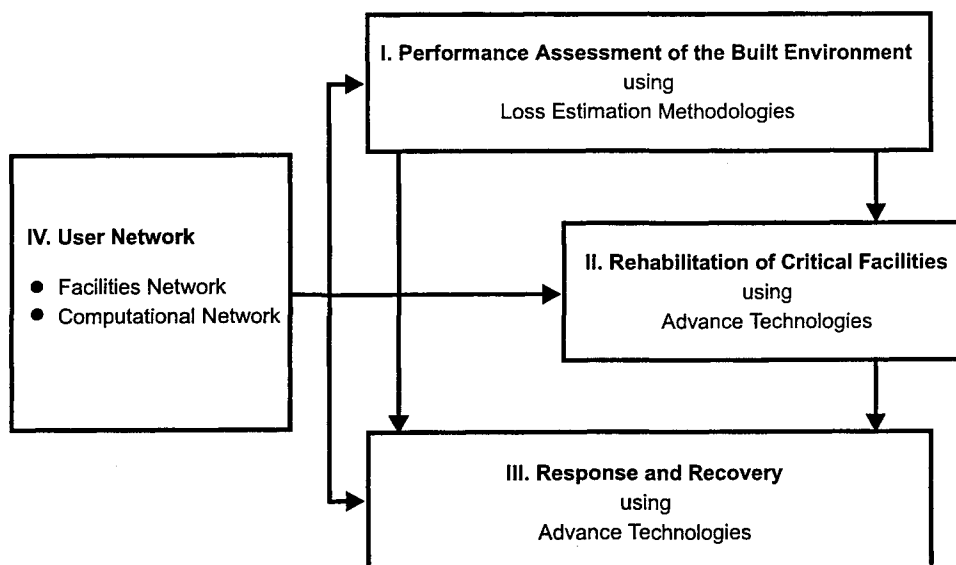 I. Performance Assessment of the Built Environment
using
Loss Estimation Methodologies
IV. User Network
● Facilities Network
● Computational Network
II. Rehabilitation of Critical Facilities
using
Advance Technologies
III. Response and Recovery
using
Advance Technologies